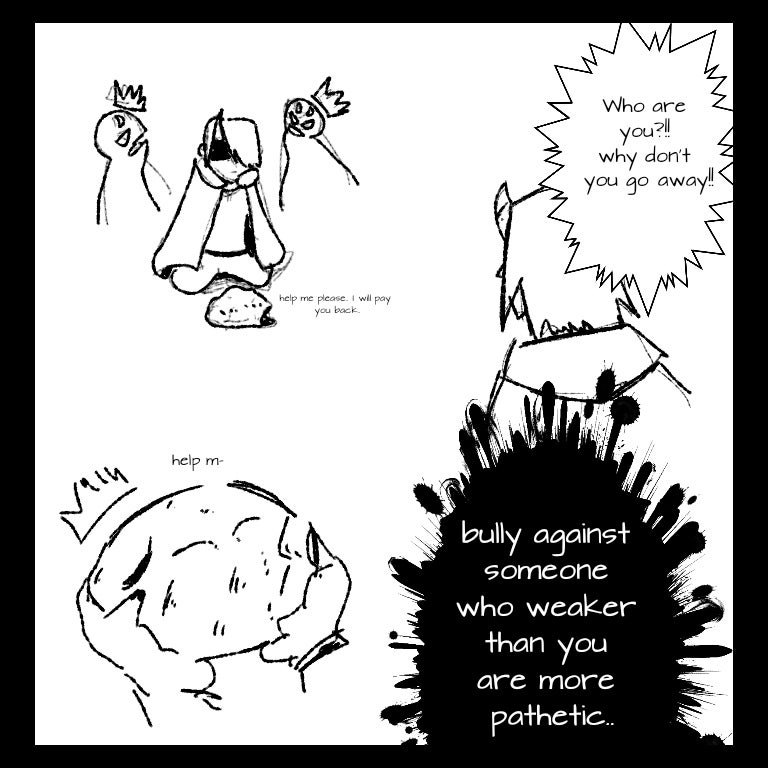 Who are
you?!!
why don't
you go away!!
help me please. I will pay
you back..
help m-
bully against
someone
who weaker
than you
are more
pathetic..